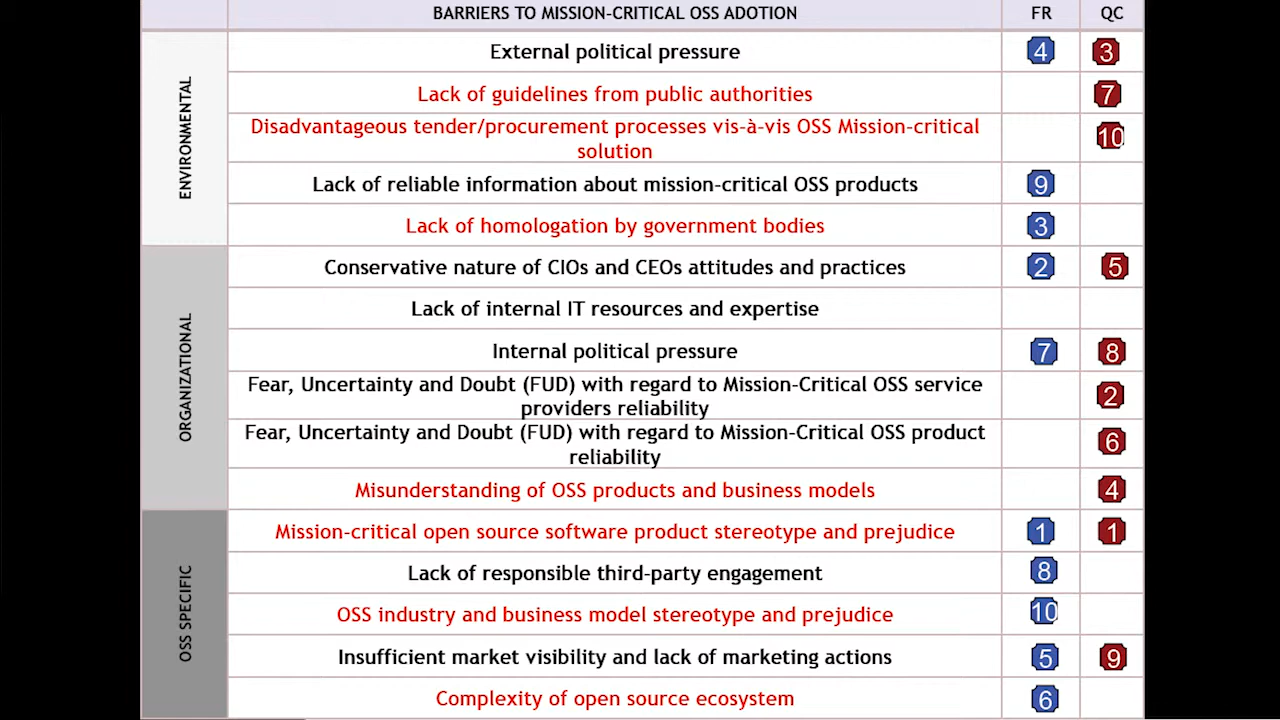 BARRIERS TO MISSION-CRITICAL OSS ADOTION FR QC
ENVIRONMENTAL
External political pressure 4 3
Lack of guidelines from public authorities 7
Disadvantageous tender/procurement processes vis-à-vis OSS Mission-critical
solution 10
Lack of reliable information about mission-critical OSS products 9
Lack of homologation by government bodies 3
ORGANIZATIONAL
Conservative nature of CIOs and CEOs attitudes and practices 2 5
Lack of internal IT resources and expertise
Internal political pressure 7 8
Fear, Uncertainty and Doubt (FUD) with regard to Mission-Critical OSS service
providers reliability 2
Fear, Uncertainty and Doubt (FUD) with regard to Mission-Critical OSS product
reliability 6
Misunderstanding of OSS products and business models 4
OSS SPECIFIC
Mission-critical open source software product stereotype and prejudice 1 1
Lack of responsible third-party engagement 8
OSS industry and business model stereotype and prejudice 10
Insufficient market visibility and lack of marketing actions 5 9
Complexity of open source ecosystem 6